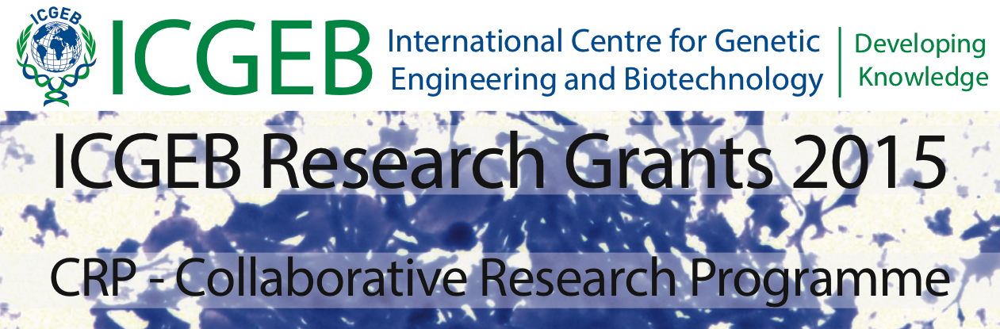 ICGEB
ICGEB
International Centre for Genetic
Engineering and Biotechnology
Developing
Knowledge
ICGEB Research Grants 2015
CRP - Collaborative Research Programme